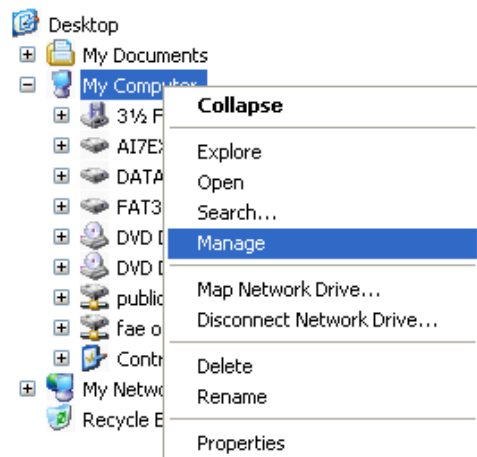 Desktop
My Documents
My Computer
3½ F
AI7E
DATA
FAT3
DVD
DVD
public
fae o
Contr
My Netwo
Recycle
Collapse
Explore
Open
Search...
Manage
Map Network Drive...
Disconnect Network Drive...
Delete
Rename
Properties